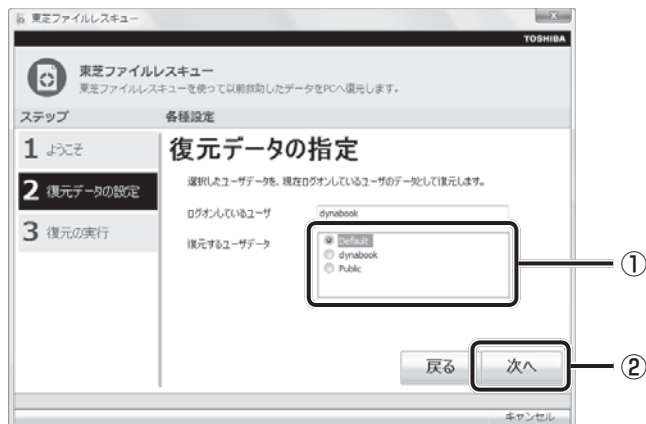 東芝ファイルレスキュー
X
TOSHIBA
東芝ファイルレスキュー
東芝ファイルレスキューを使って以前救助したデータをPCへ復元します。
ステップ
各種設定
1 ようこそ
2 復元データの設定
3 復元の実行
復元データの指定
選択したユーザデータを、現在ログオンしているユーザのデータとして復元します。
ログオンしているユーザ
dynabook
復元するユーザデータ
Default
dynabook
Public
①
戻る
次へ
②
キャンセル